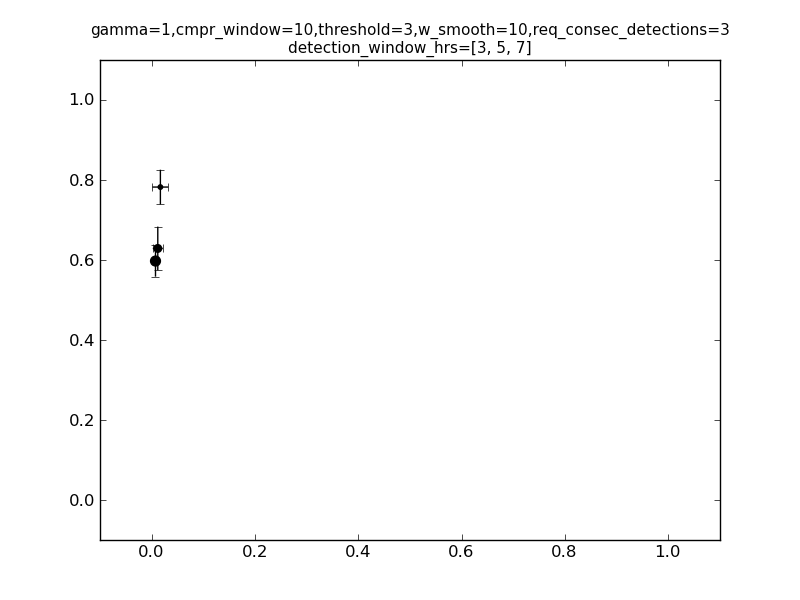 gamma=1,cmpr_window=10,threshold=3,w_smooth=10,req_consec_detections=3
detection_window_hrs=[3, 5, 7]
1.0
0.8
0.6
0.4
0.2
0.0
0.0 0.2 0.4 0.6 0.8 1.0